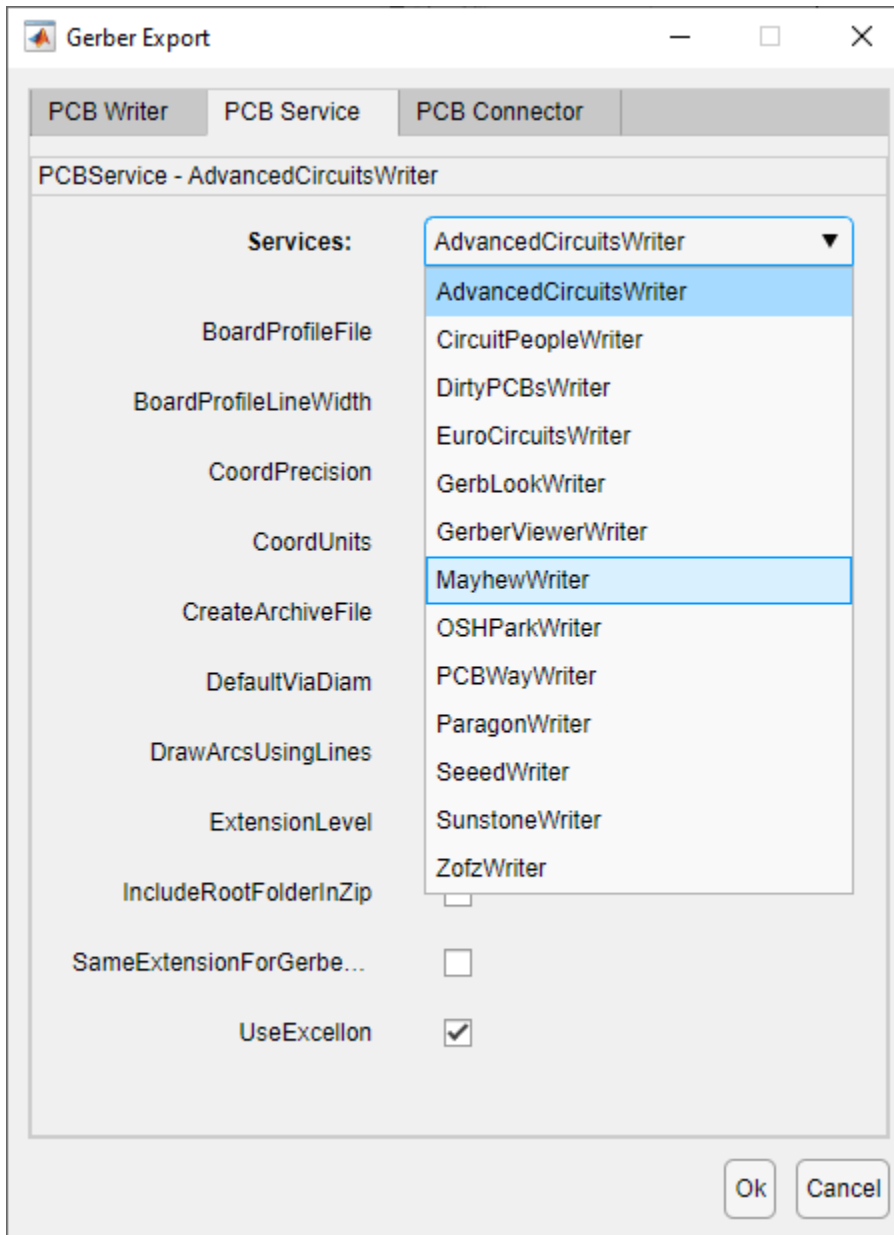 Gerber Export
PCB Writer PCB Service PCB Connector
PCBService - AdvancedCircuitsWriter
Services: AdvancedCircuitsWriter
AdvancedCircuitsWriter
BoardProfileFile CircuitPeopleWriter
DirtyPCBsWriter
BoardProfileLineWidth
EuroCircuitsWriter
CoordPrecision GerbLookWriter
CoordUnits GerberViewerWriter
MayhewWriter
CreateArchiveFile OSHParkWriter
DefaultViaDiam PCBWayWriter
ParagonWriter
DrawArcsUsingLines
SeeedWriter
ExtensionLevel SunstoneWriter
ZofzWriter
IncludeRootFolderInZip
SameExtensionForGerbe...
UseExcellon
Ok Cancel